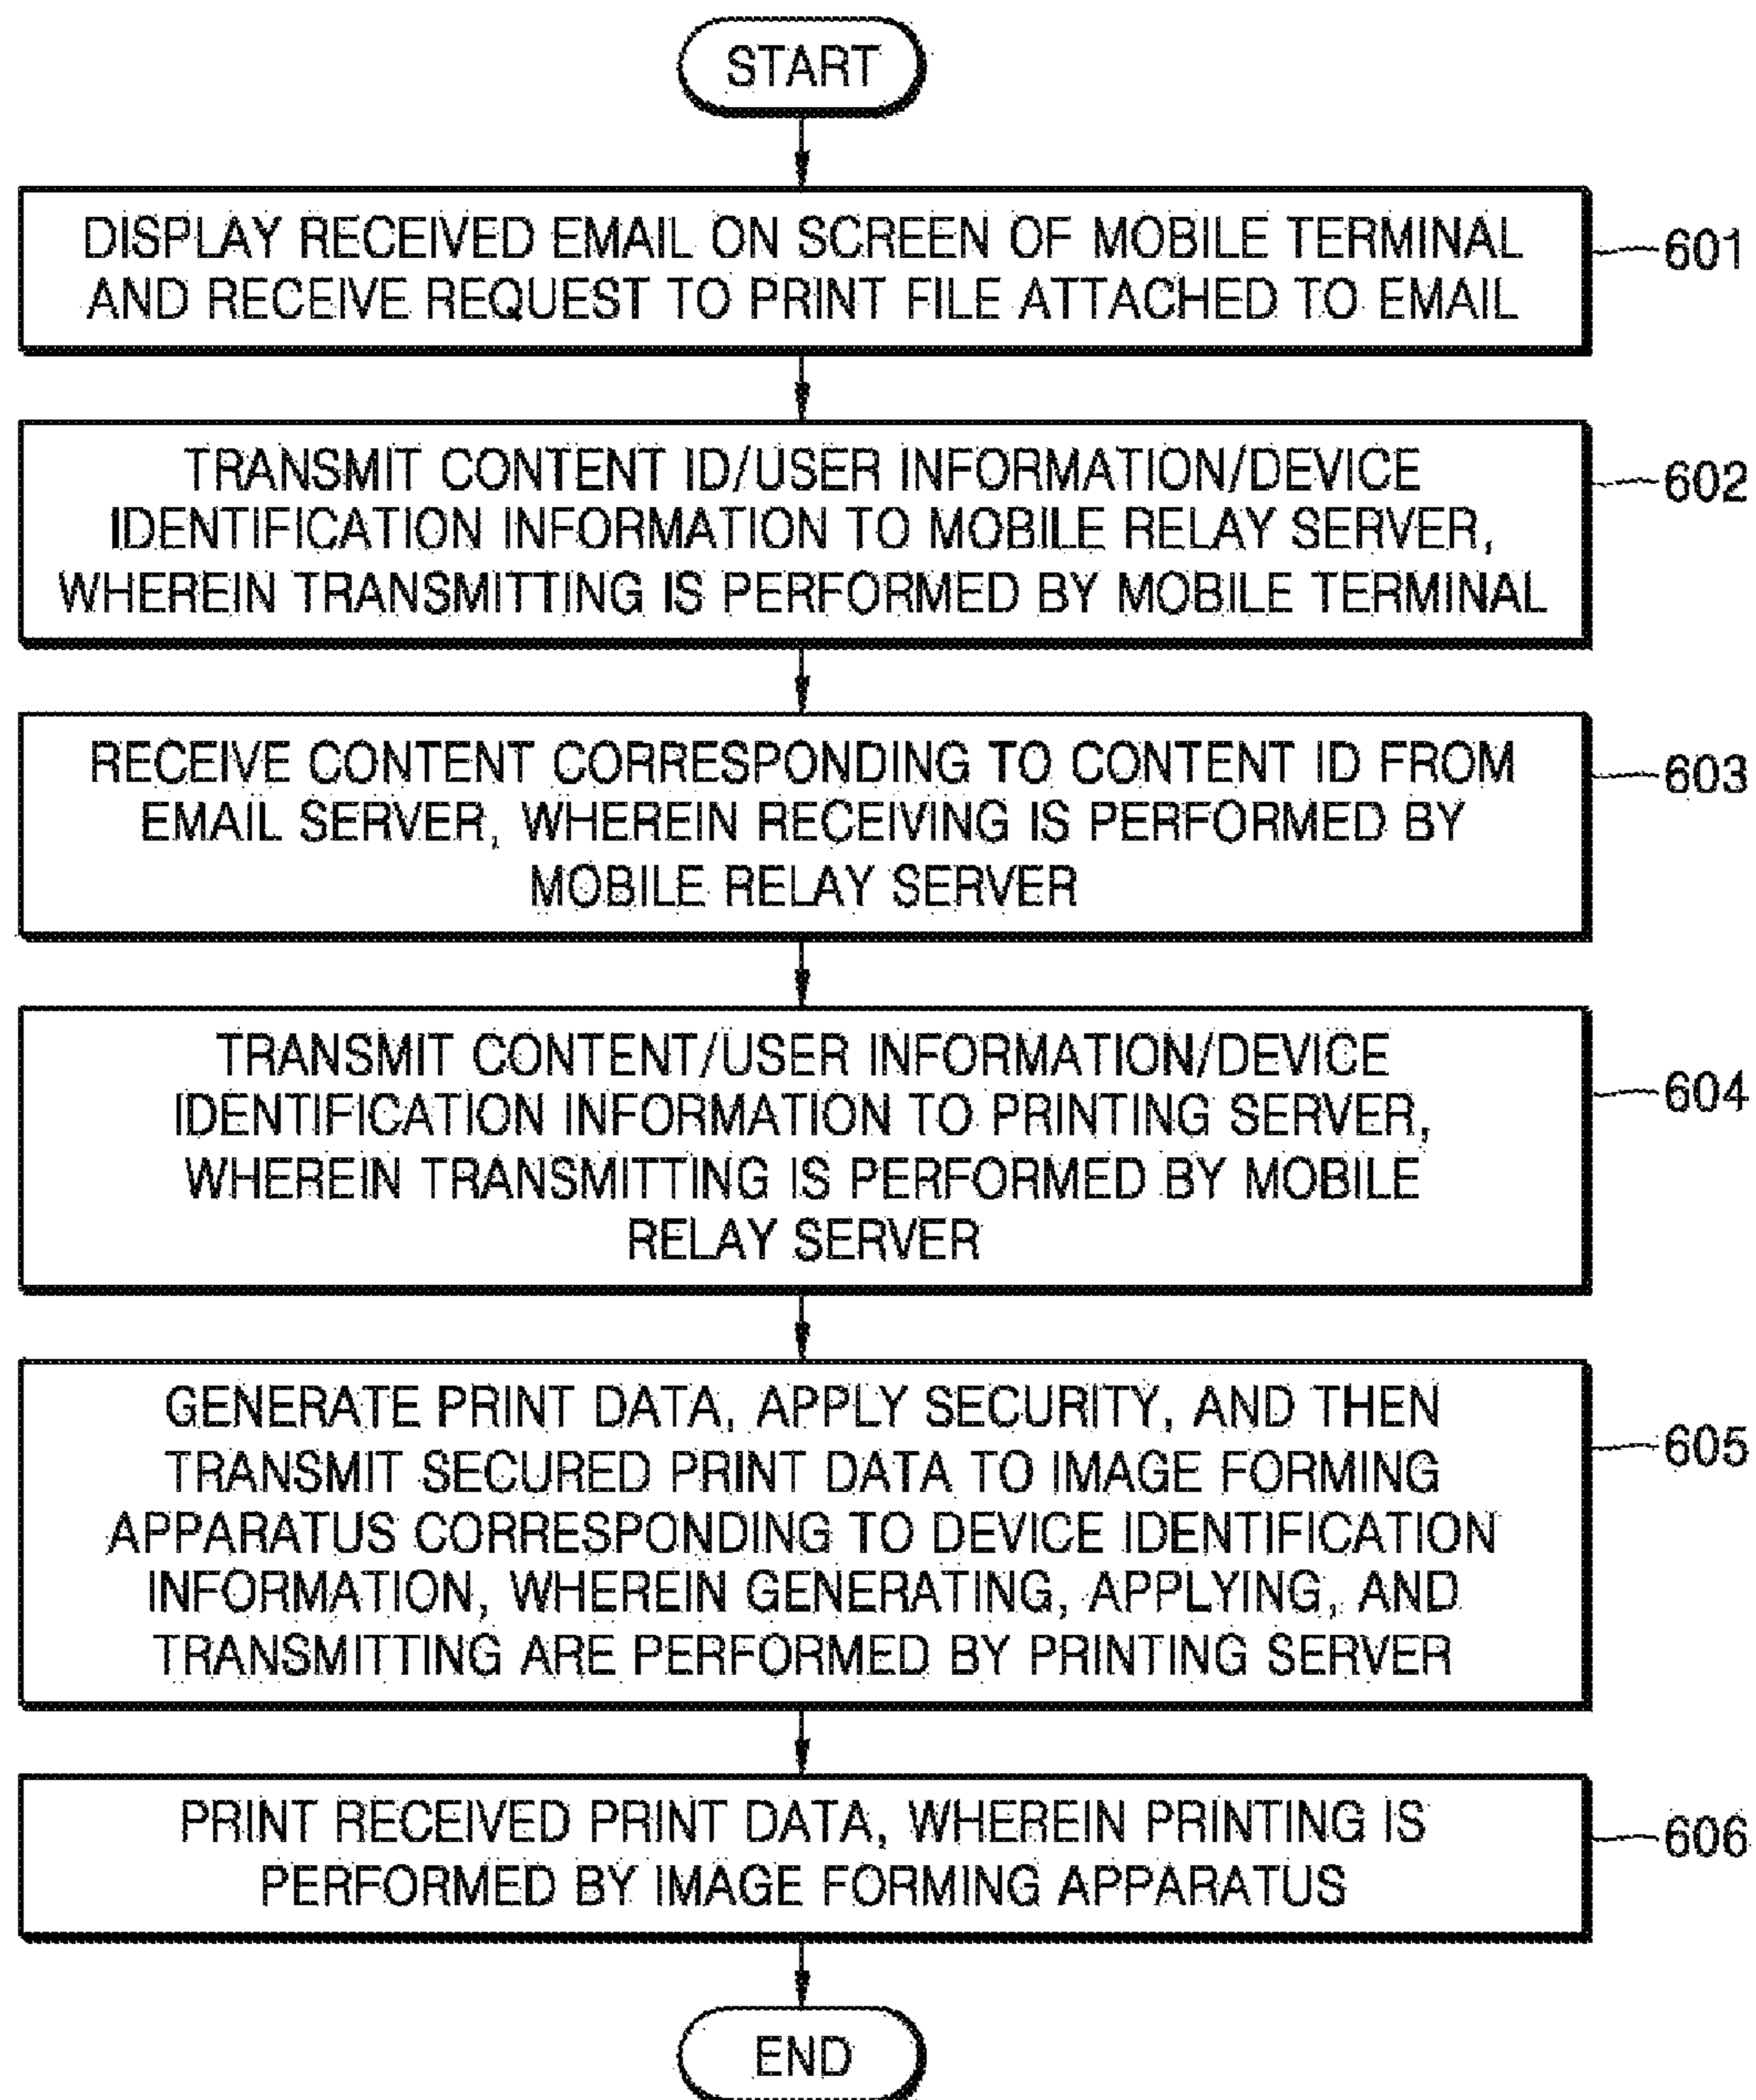 START
DISPLAY RECEIVED EMAIL ON SCREEN OF MOBILE TERMINAL
AND RECEIVE REQUEST TO PRINT FILE ATTACHED TO EMAIL
601
TRANSMIT CONTENT ID/USER INFORMATION/DEVICE
IDENTIFICATION INFORMATION TO MOBILE RELAY SERVER,
WHEREIN TRANSMITTING IS PERFORMED BY MOBILE TERMINAL
602
RECEIVE CONTENT CORRESPONDING TO CONTENT ID FROM
EMAIL SERVER, WHEREIN RECEIVING IS PERFORMED BY
MOBILE RELAY SERVER
603
TRANSMIT CONTENT/USER INFORMATION/DEVICE
IDENTIFICATION INFORMATION TO PRINTING SERVER,
WHEREIN TRANSMITTING IS PERFORMED BY MOBILE
RELAY SERVER
604
GENERATE PRINT DATA, APPLY SECURITY, AND THEN
TRANSMIT SECURED PRINT DATA TO IMAGE FORMING
APPARATUS CORRESPONDING TO DEVICE IDENTIFICATION
INFORMATION, WHEREIN GENERATING, APPLYING, AND
TRANSMITTING ARE PERFORMED BY PRINTING SERVER
605
PRINT RECEIVED PRINT DATA, WHEREIN PRINTING IS
PERFORMED BY IMAGE FORMING APPARATUS
606
END